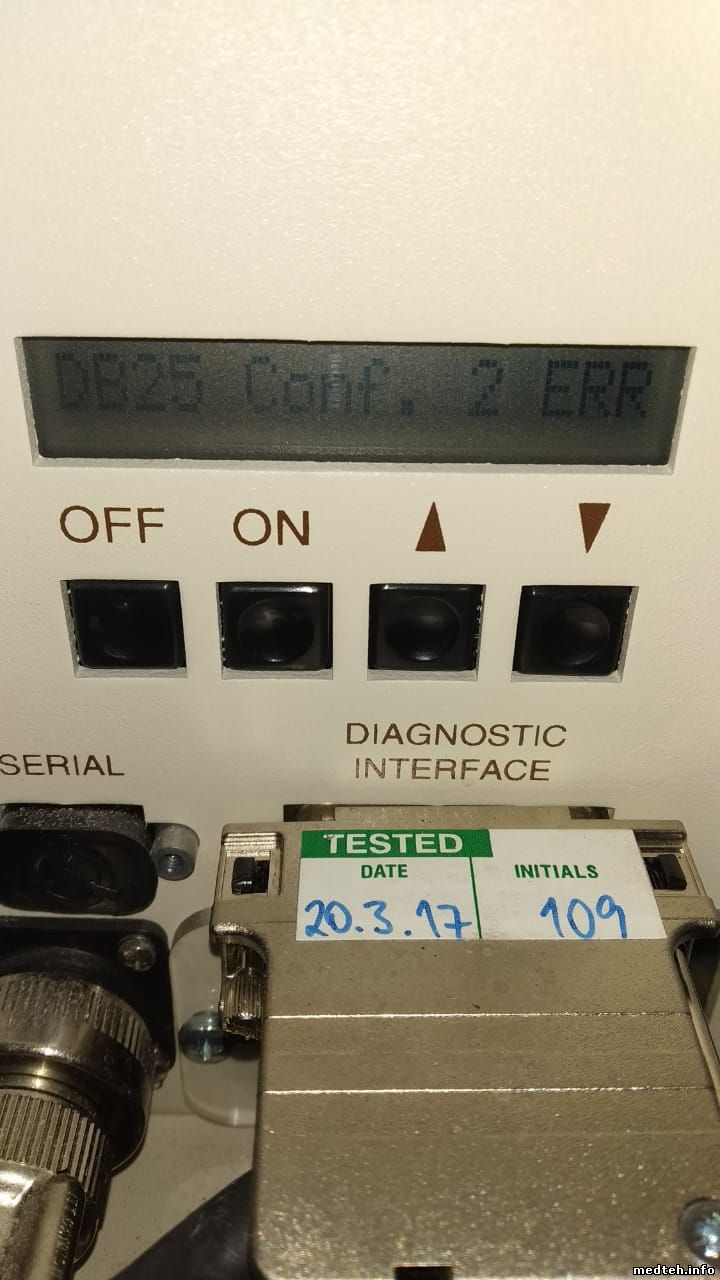 DB25 Conf. 2 ERR
OFF ON ▲ ▼
SERIAL
DIAGNOSTIC
INTERFACE
TESTED
DATE INITIALS
20.3.17 109
medteh.info